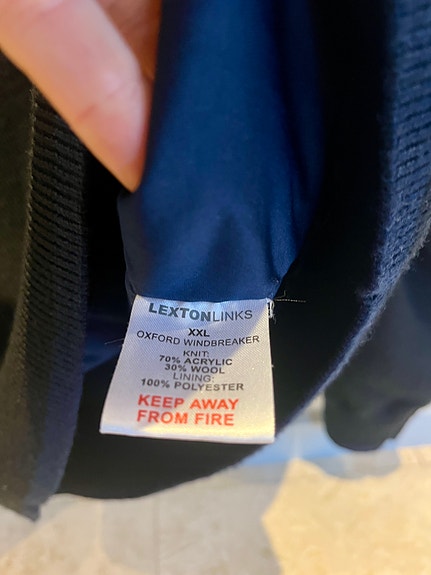 LEXTONLINKS
XXL
OXFORD WINDBREAKER
KNIT:
70% ACRYLIC
30% WOOL
LINING:
100% POLYESTER
KEEP AWAY
FROM FIRE